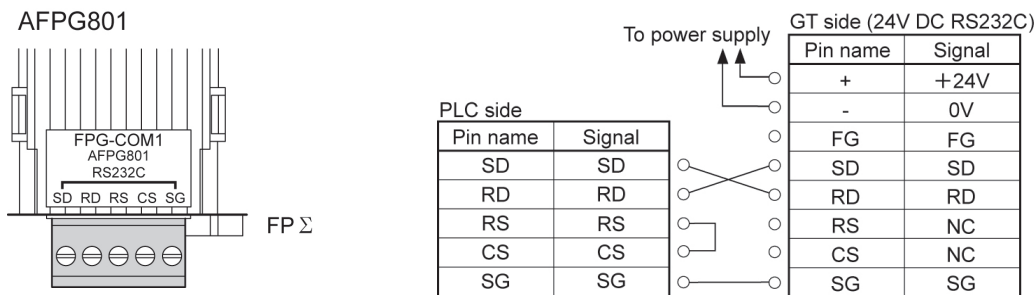 AFPG801
FPG-COM1
AFPG801
RS232C
SD RD RS CS SG
FPΣ
To power supply
PLC side
Pin name Signal
SD SD
RD RD
RS RS
CS CS
SG SG
GT side (24V DC RS232C)
Pin name Signal
+ +24V
- 0V
FG FG
SD SD
RD RD
RS NC
CS NC
SG SG